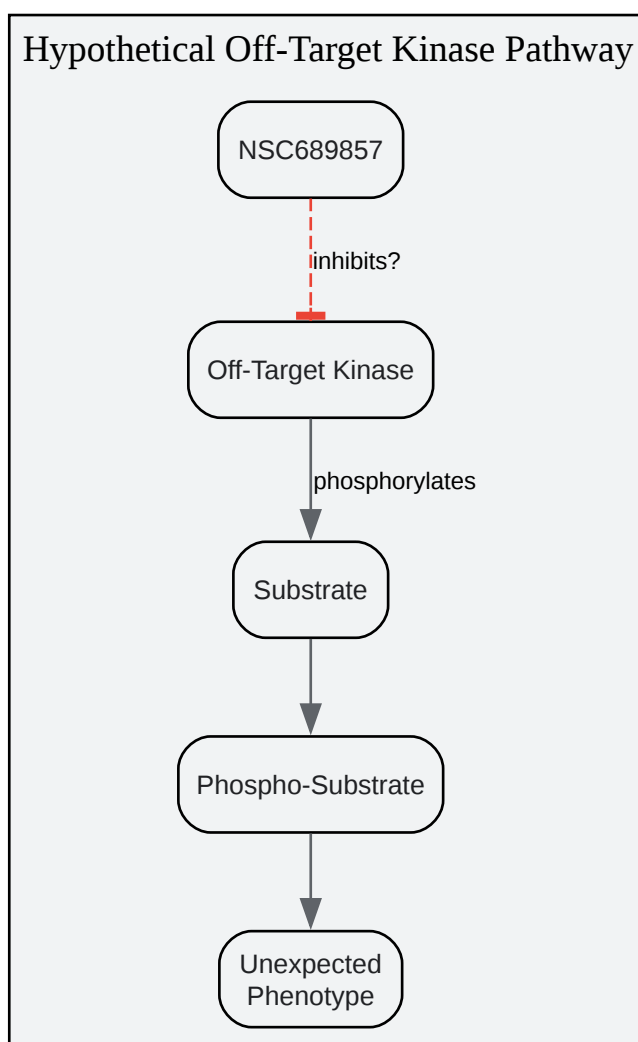 Hypothetical Off-Target Kinase Pathway
NSC689857
inhibits?
Off-Target Kinase
phosphorylates
Substrate
Phospho-Substrate
Unexpected
Phenotype